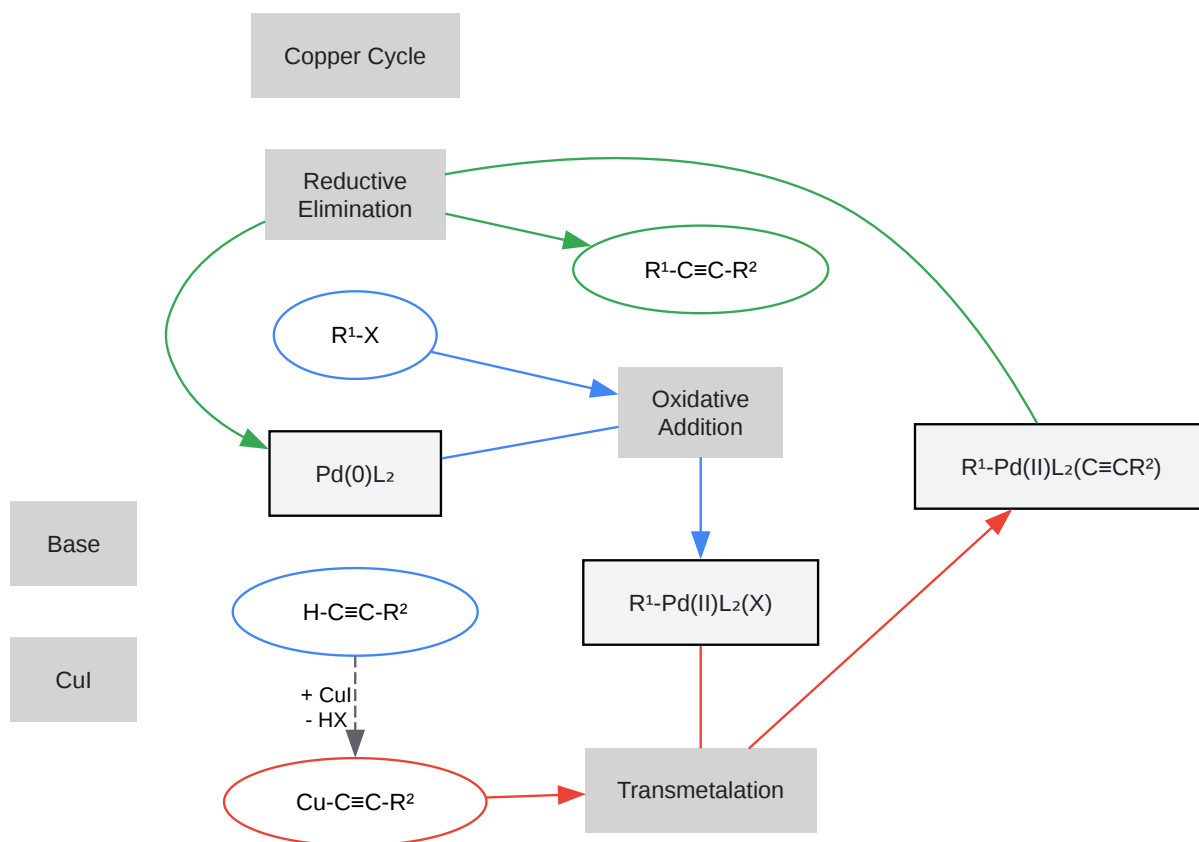 Copper Cycle
Reductive
Elimination
R¹-C≡C-R²
R¹-X
Oxidative
Addition
Pd(0)L₂
R¹-Pd(II)L₂(C≡CR²)
Base
H-C≡C-R²
R¹-Pd(II)L₂(X)
CuI
+ CuI
- HX
Cu-C≡C-R²
Transmetalation